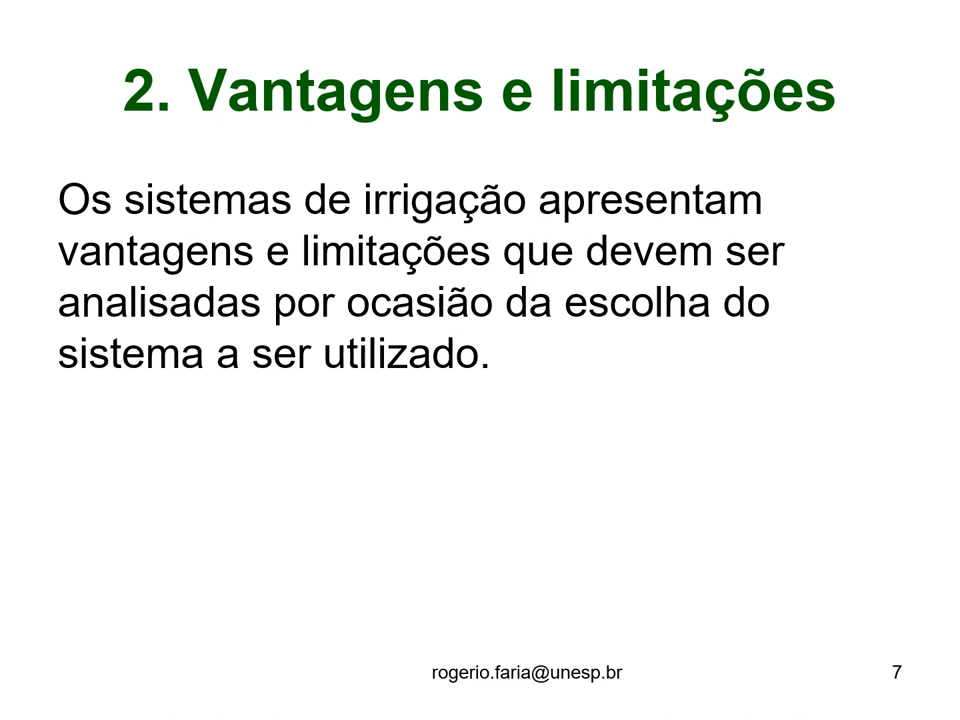 2. Vantagens e limitações
Os sistemas de irrigação apresentam
vantagens e limitações que devem ser
analisadas por ocasião da escolha do
sistema a ser utilizado.
rogerio.faria@unesp.br 7